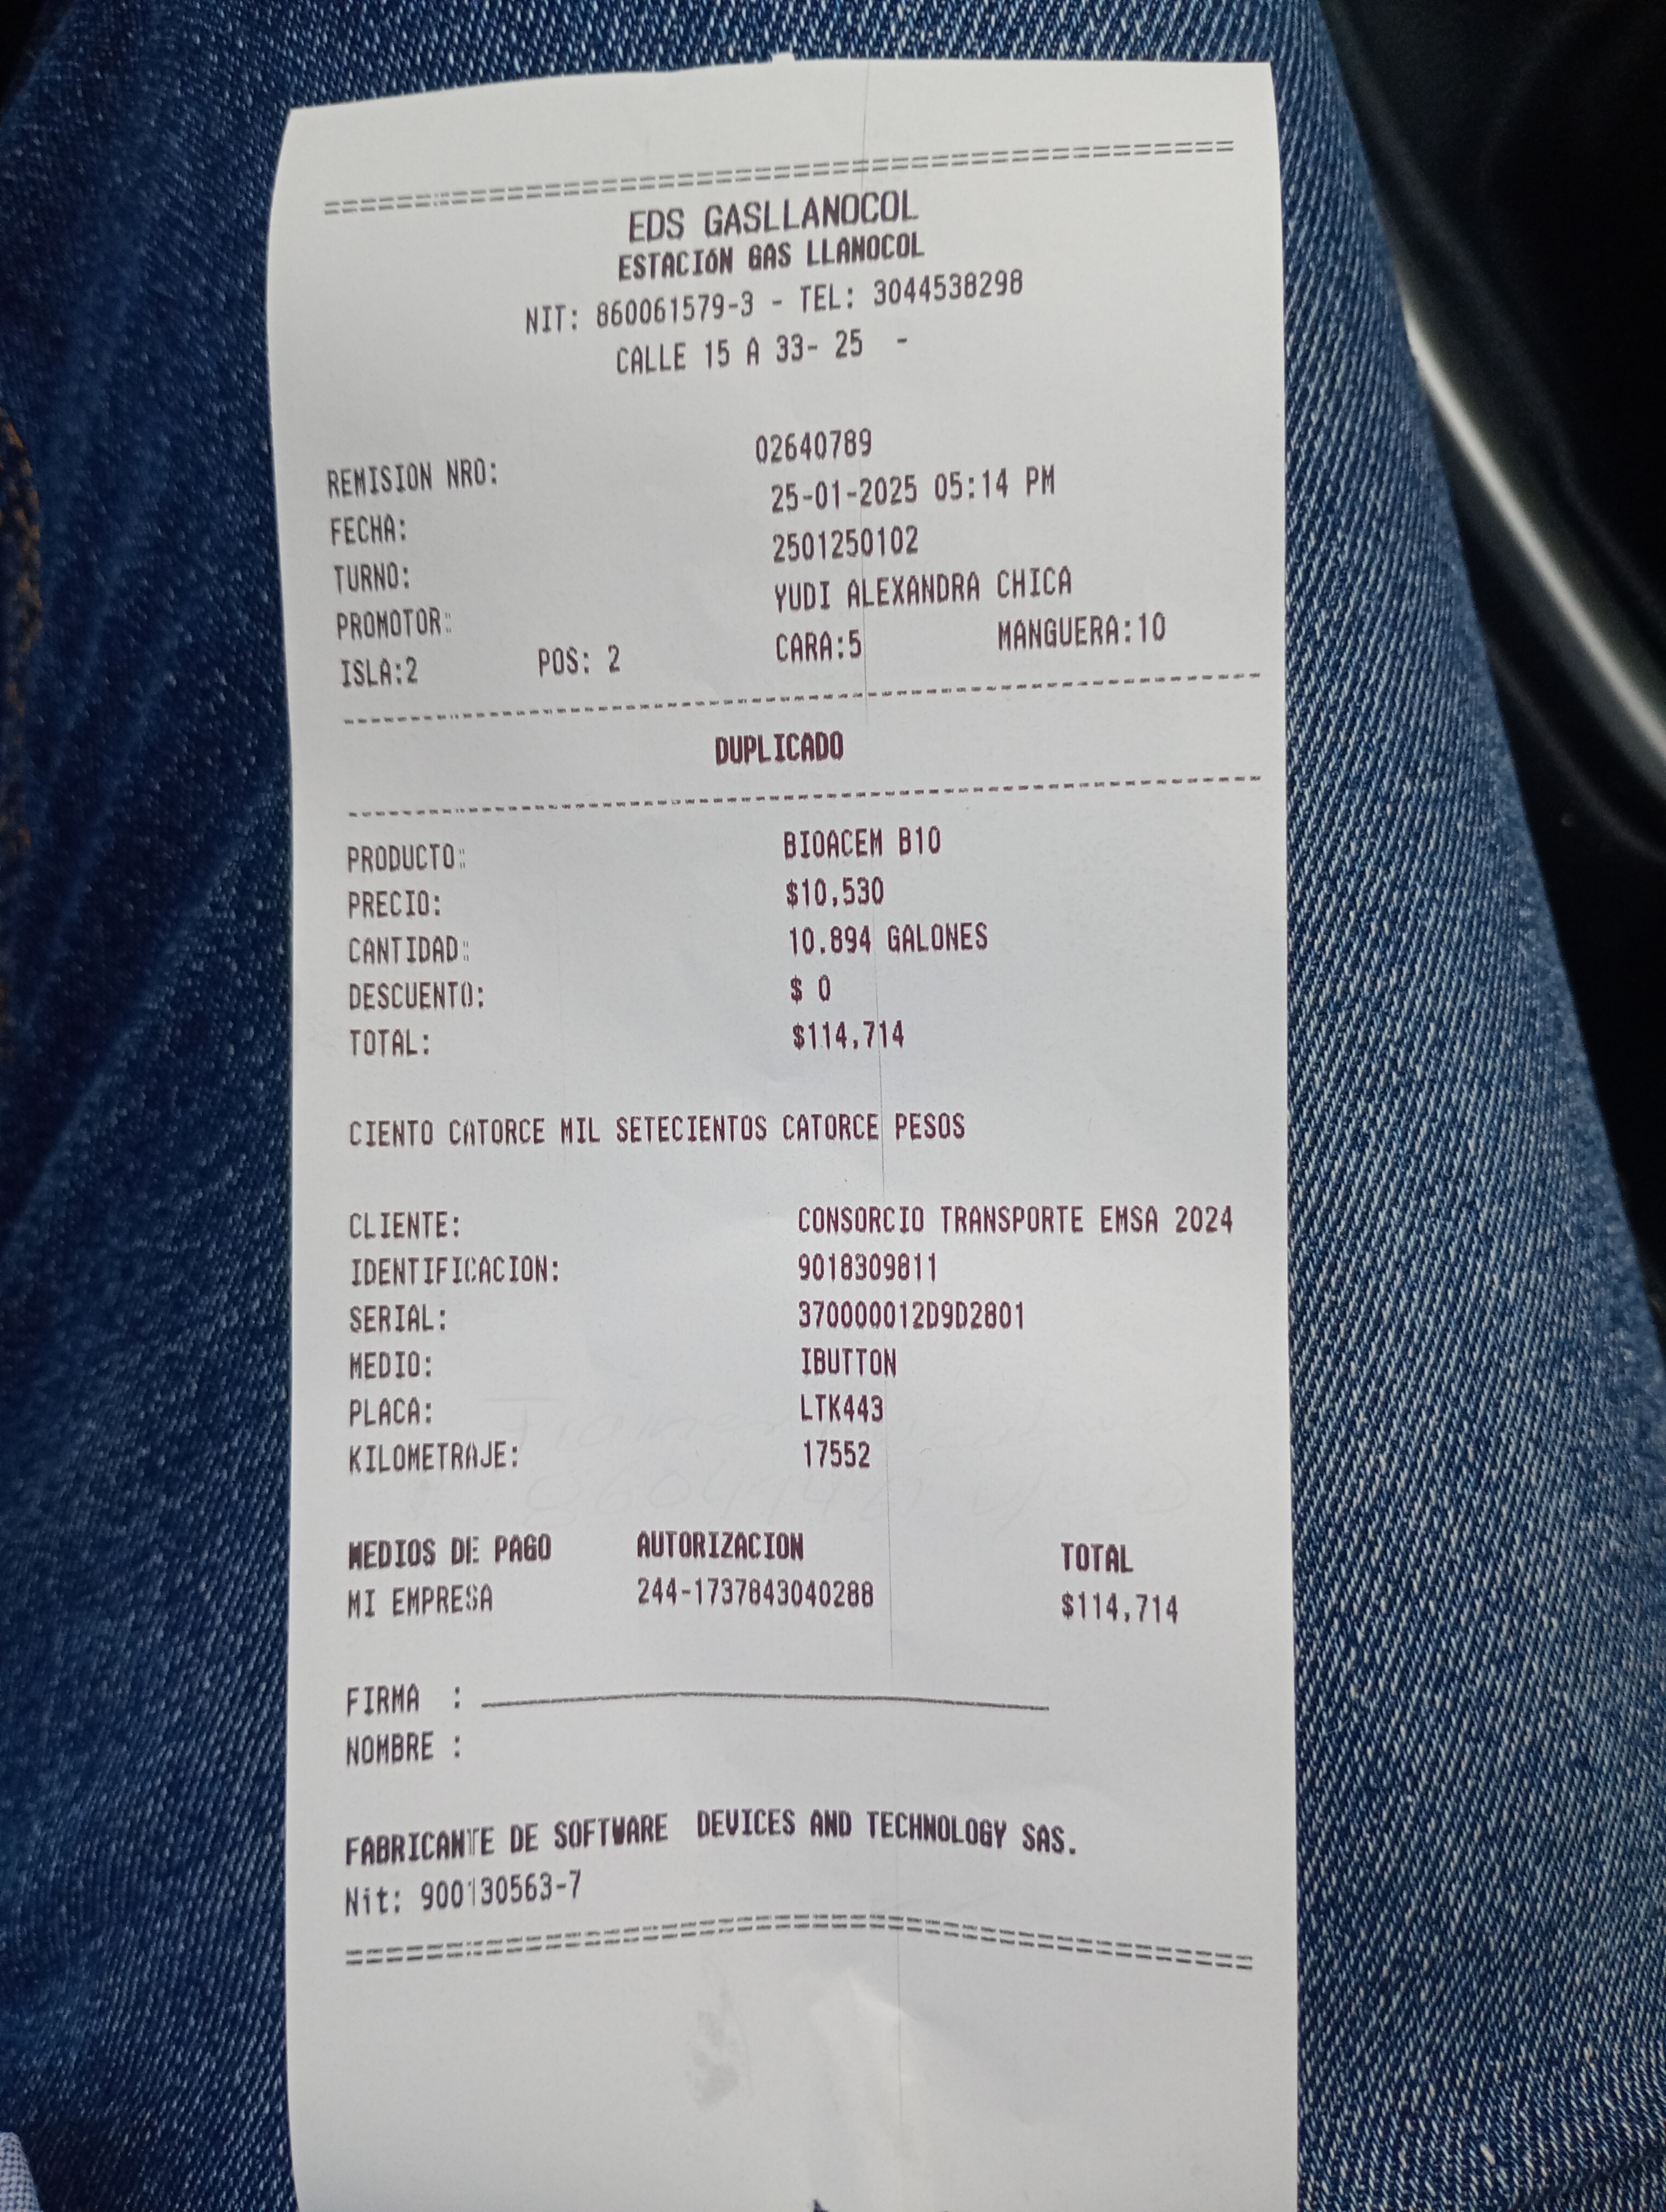 ================================================
EDS GASLLANOCOL
ESTACIÓN GAS LLANOCOL
NIT: 860061579-3 - TEL: 3044538298
CALLE 15 A 33- 25 -
REMISION NRO: 02640789
FECHA: 25-01-2025 05:14 PM
TURNO: 2501250102
PROMOTOR: YUDI ALEXANDRA CHICA
ISLA:2 POS: 2 CARA:5 MANGUERA:10
DUPLICADO
PRODUCTO: BIOACEM B10
PRECIO: $10,530
CANTIDAD: 10.894 GALONES
DESCUENTO: $ 0
TOTAL: $114,714
CIENTO CATORCE MIL SETECIENTOS CATORCE PESOS
CLIENTE: CONSORCIO TRANSPORTE EMSA 2024
IDENTIFICACION: 9018309811
SERIAL: 370000012D9D2801
MEDIO: IBUTTON
PLACA: LTK443
KILOMETRAJE: 17552
MEDIOS DE PAGO AUTORIZACION TOTAL
MI EMPRESA 244-1737843040288 $114,714
FIRMA :
NOMBRE :
FABRICANTE DE SOFTWARE DEVICES AND TECHNOLOGY SAS.
Nit: 900130563-7
================================================